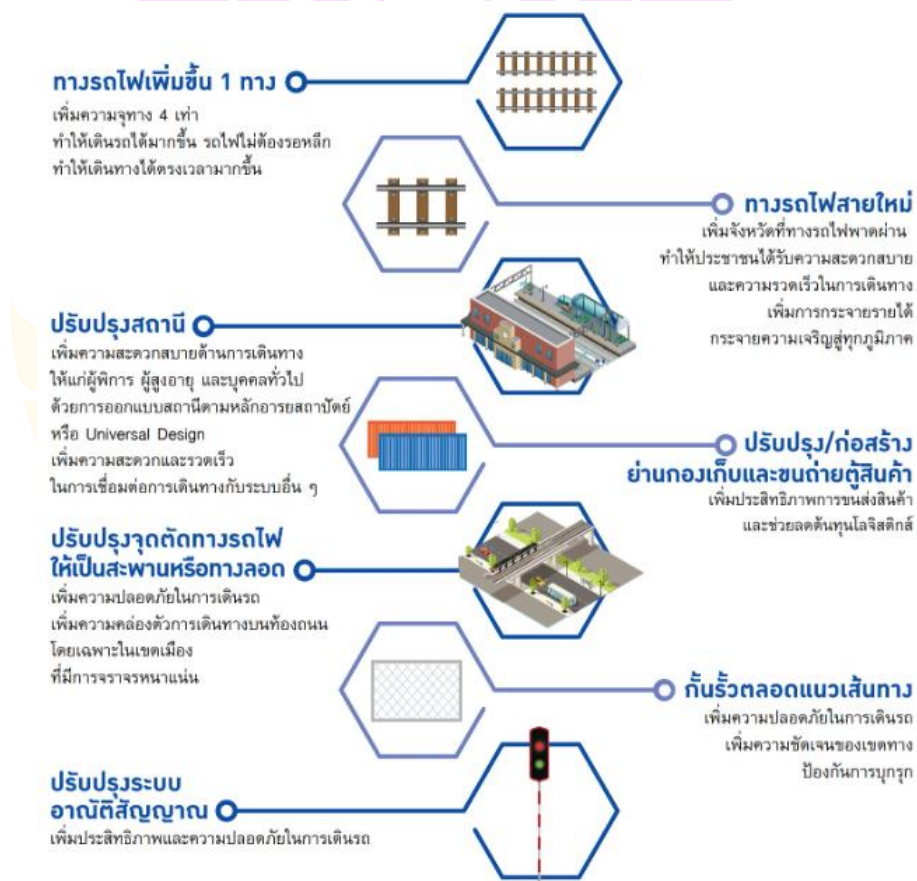 ทางรถไฟเพิ่มขึ้น 1 ทาง
เพิ่มความจุทาง 4 เท่า
ทำให้เดินรถได้มากขึ้น รถไฟไม่ต้องรอหลีก
ทำให้เดินทางได้ตรงเวลามากขึ้น
ทางรถไฟสายใหม่
เพิ่มจังหวัดที่ทางรถไฟพาดผ่าน
ทำให้ประชาชนได้รับความสะดวกสบาย
และความรวดเร็วในการเดินทาง
เพิ่มการกระจายรายได้
กระจายความเจริญสู่ทุกภูมิภาค
ปรับปรุงสถานี
เพิ่มความสะดวกสบายด้านการเดินทาง
ให้แก่ผู้พิการ ผู้สูงอายุ และบุคคลทั่วไป
ด้วยการออกแบบสถานีตามหลักอารยสถาปัตย์
หรือ Universal Design
เพิ่มความสะดวกและรวดเร็ว
ในการเชื่อมต่อการเดินทางกับระบบอื่น ๆ
ปรับปรุง/ก่อสร้าง
ย่านกองเก็บและขนถ่ายตู้สินค้า
เพิ่มประสิทธิภาพการขนส่งสินค้า
และช่วยลดต้นทุนโลจิสติกส์
ปรับปรุงจุดตัดทางรถไฟ
ให้เป็นสะพานหรือทางลอด
เพิ่มความปลอดภัยในการเดินรถ
เพิ่มความคล่องตัวการเดินทางบนท้องถนน
โดยเฉพาะในเขตเมือง
ที่มีการจราจรหนาแน่น
กั้นรั้วตลอดแนวเส้นทาง
เพิ่มความปลอดภัยในการเดินรถ
เพิ่มความชัดเจนของเขตทาง
ป้องกันการบุกรุก
ปรับปรุงระบบ
อาณัติสัญญาณ
เพิ่มประสิทธิภาพและความปลอดภัยในการเดินรถ